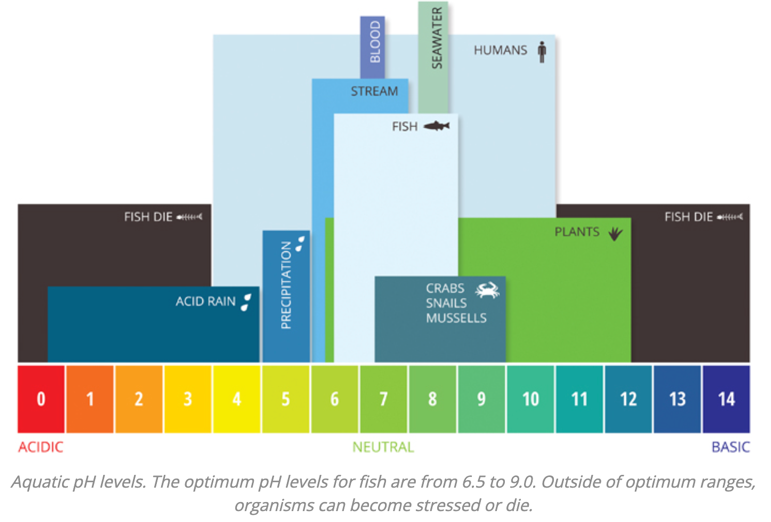 BLOOD
SEAWATER
HUMANS
STREAM
FISH
FISH DIE
FISH DIE
PLANTS
PRECIPITATION
CRABS
SNAILS
MUSSELLS
ACID RAIN
0 1 2 3 4 5 6 7 8 9 10 11 12 13 14
ACIDIC NEUTRAL BASIC
Aquatic pH levels. The optimum pH levels for fish are from 6.5 to 9.0. Outside of optimum ranges,
organisms can become stressed or die.